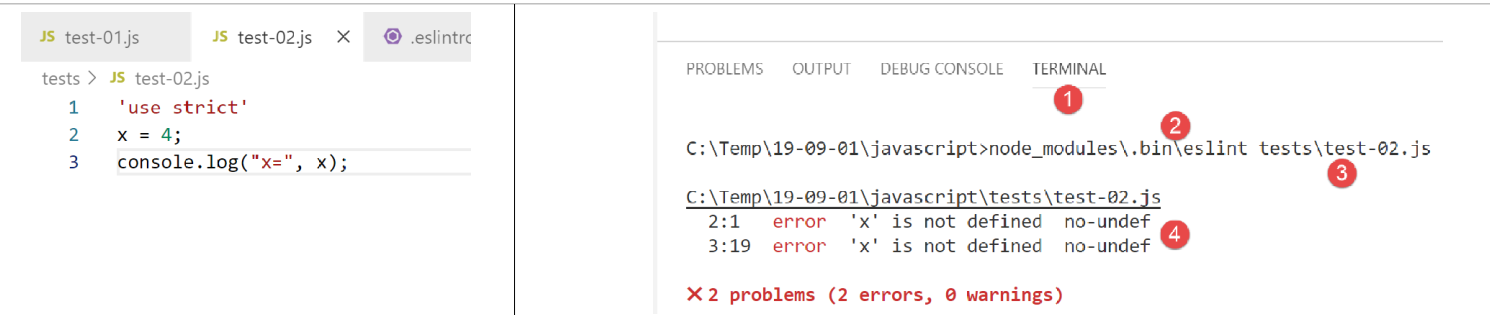 JS test-01.js JS test-02.js × .eslintrc
tests > JS test-02.js
1 'use strict'
2 x = 4;
3 console.log("x=", x);
PROBLEMS OUTPUT DEBUG CONSOLE TERMINAL
1
2
C:\Temp\19-09-01\javascript>node_modules\.bin\eslint tests\test-02.js
3
C:\Temp\19-09-01\javascript\tests\test-02.js
2:1 error 'x' is not defined no-undef
4
3:19 error 'x' is not defined no-undef
✕ 2 problems (2 errors, 0 warnings)